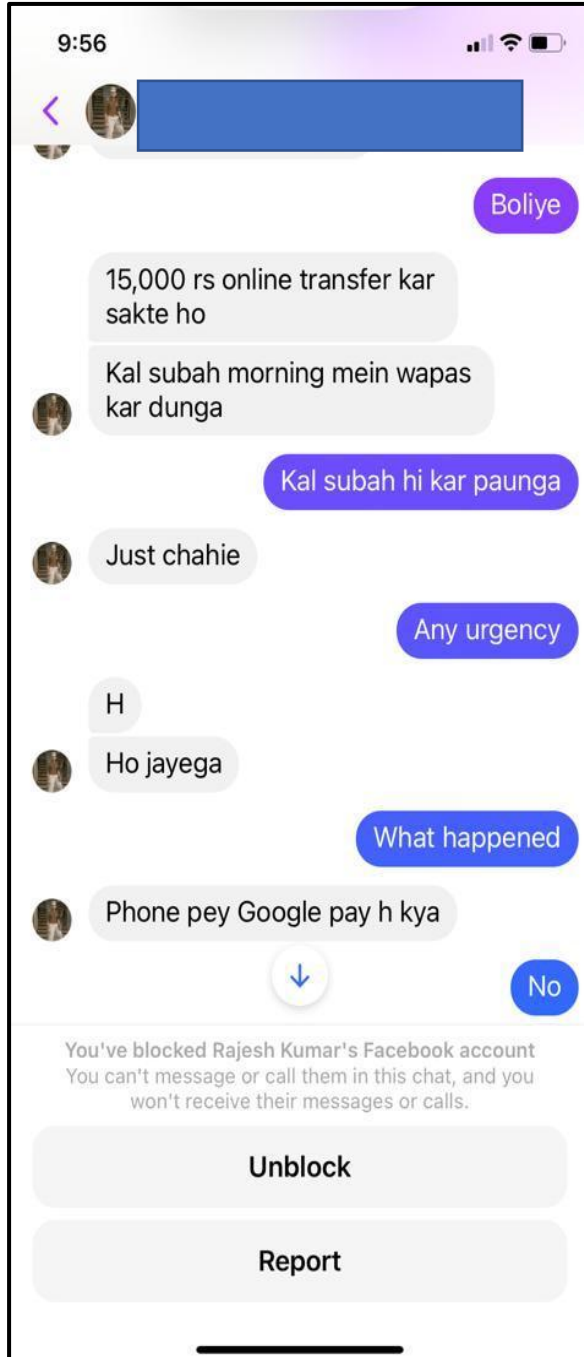 9:56
Boliye
15,000 rs online transfer kar
sakte ho
Kal subah morning mein wapas
kar dunga
Kal subah hi kar paunga
Just chahie
Any urgency
H
Ho jayega
What happened
Phone pey Google pay h kya
No
You've blocked Rajesh Kumar's Facebook account
You can't message or call them in this chat, and you
won't receive their messages or calls.
Unblock
Report